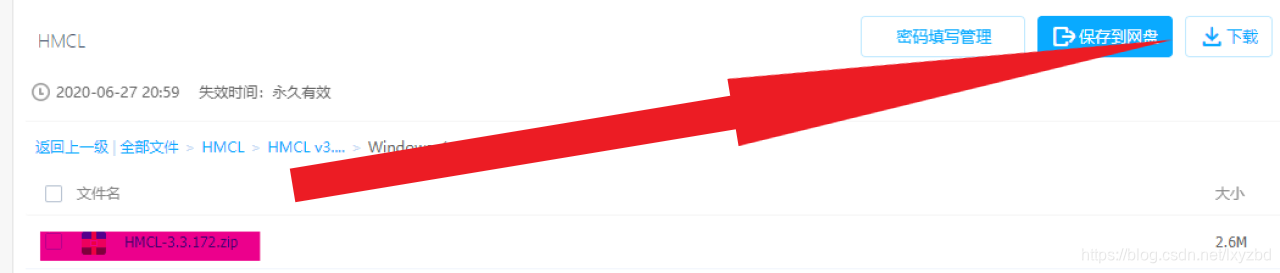 HMCL
密码填写管理
保存到网盘
下载
2020-06-27 20:59 失效时间：永久有效
返回上一级 | 全部文件 > HMCL > HMCL v3.... >
文件名 大小
HMCL-3.3.172.zip 2.6M
https://blog.csdn.net/lxyzbd